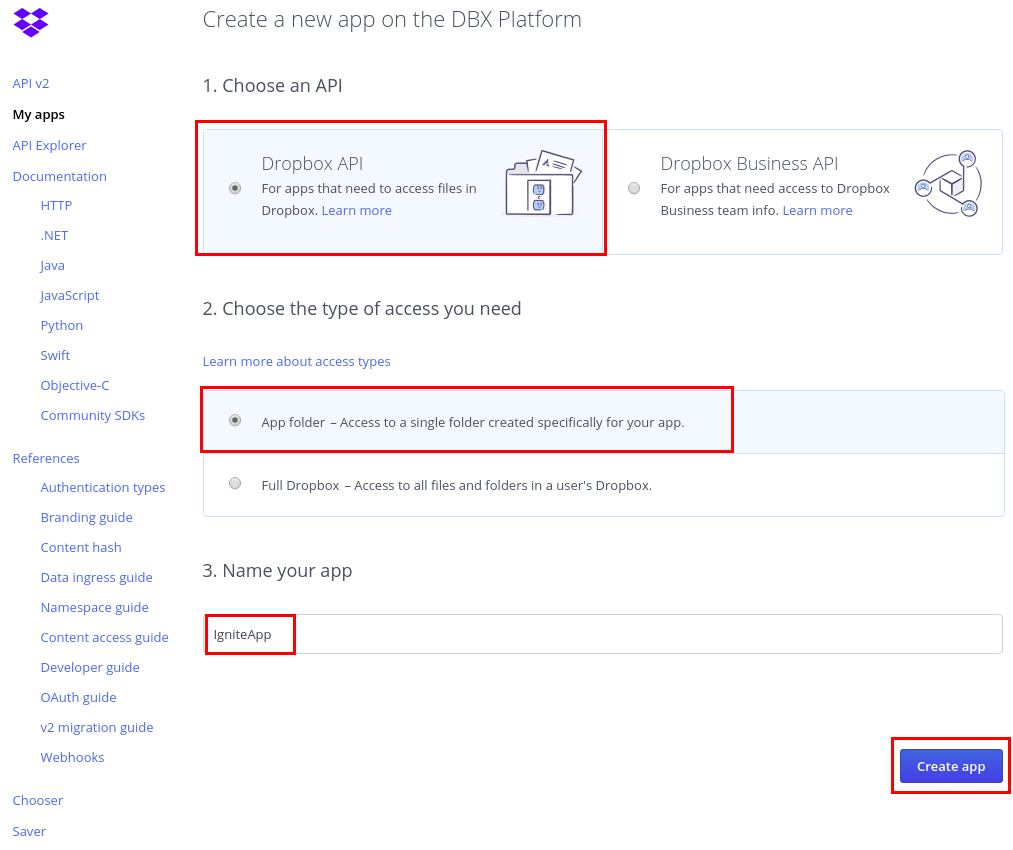 Create a new app on the DBX Platform
API v2
My apps
API Explorer
Documentation
HTTP
.NET
Java
JavaScript
Python
Swift
Objective-C
Community SDKs
References
Authentication types
Branding guide
Content hash
Data ingress guide
Namespace guide
Content access guide
Developer guide
OAuth guide
v2 migration guide
Webhooks
Chooser
Saver
1. Choose an API
Dropbox API
For apps that need to access files in
Dropbox. Learn more
Dropbox Business API
For apps that need access to Dropbox
Business team info. Learn more
2. Choose the type of access you need
Learn more about access types
App folder – Access to a single folder created specifically for your app.
Full Dropbox – Access to all files and folders in a user's Dropbox.
3. Name your app
IgniteApp
Create app